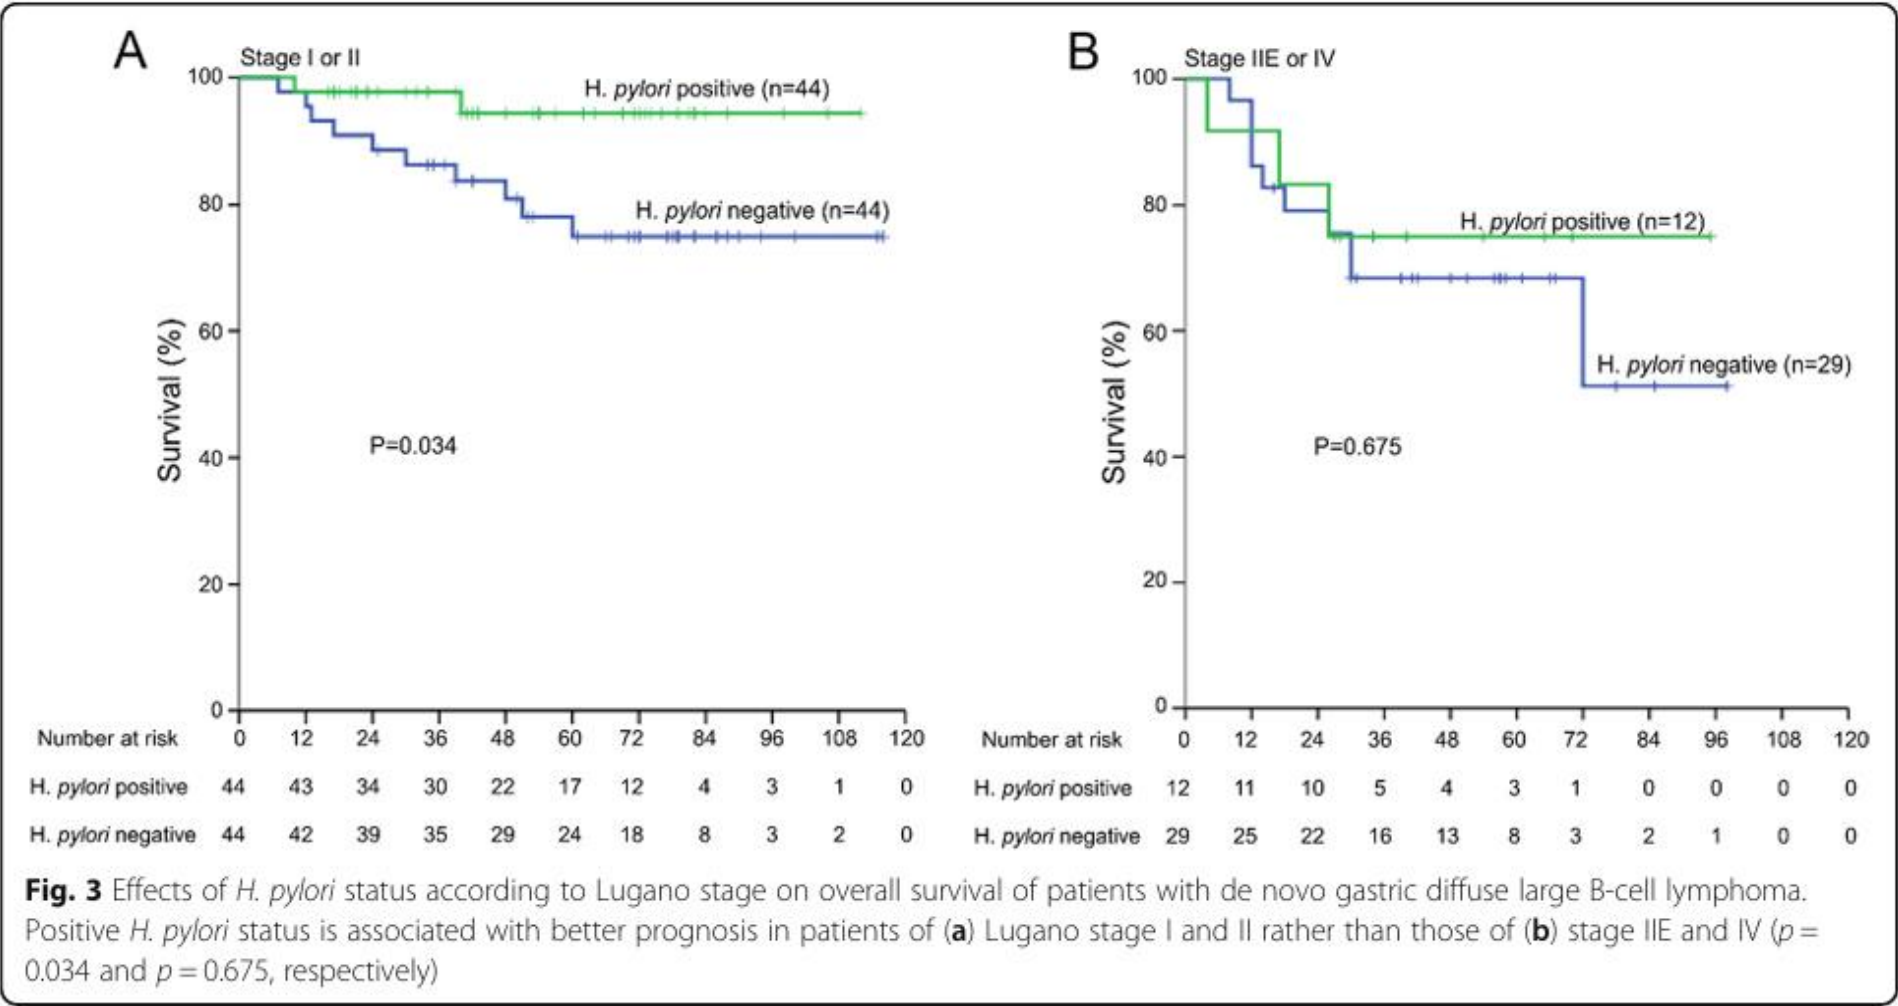 A
Stage I or II
100
80
60
40
20
0
Survival (%)
H. pylori positive (n=44)
H. pylori negative (n=44)
P=0.034
Number at risk 0 12 24 36 48 60 72 84 96 108 120
H. pylori positive 44 43 34 30 22 17 12 4 3 1 0
H. pylori negative 44 42 39 35 29 24 18 8 3 2 0
B
Stage IIE or IV
100
80
60
40
20
0
Survival (%)
H. pylori positive (n=12)
H. pylori negative (n=29)
P=0.675
Number at risk 0 12 24 36 48 60 72 84 96 108 120
H. pylori positive 12 11 10 5 4 3 1 0 0 0 0
H. pylori negative 29 25 22 16 13 8 3 2 1 0 0
Fig. 3 Effects of H. pylori status according to Lugano stage on overall survival of patients with de novo gastric diffuse large B-cell lymphoma.
Positive H. pylori status is associated with better prognosis in patients of (a) Lugano stage I and II rather than those of (b) stage IIE and IV (p =
0.034 and p = 0.675, respectively)